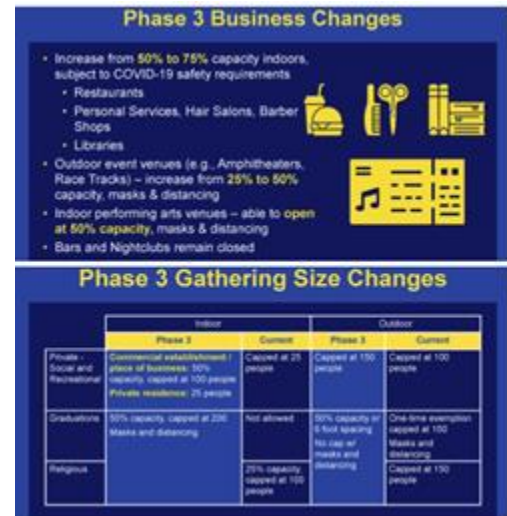 Phase 3 Business Changes
• Increase from 50% to 75% capacity indoors,
subject to COVID-19 safety requirements
• Restaurants
• Personal Services, Hair Salons, Barber
Shops
• Libraries
• Outdoor event venues (e.g., Amphitheaters,
Race Tracks) – increase from 25% to 50%
capacity, masks & distancing
• Indoor performing arts venues – able to open
at 50% capacity, masks & distancing
• Bars and Nightclubs remain closed
Phase 3 Gathering Size Changes
Indoor
Outdoor
Phase 3
Current
Phase 3
Current
Private -
Social and
Recreational
Commercial establishment /
place of business: 50%
capacity, capped at 100 people
Private residence: 25 people
Capped at 25
people
Capped at 150
people
Capped at 100
people
Graduations
50% capacity, capped at 200
Masks and distancing
Not allowed
50% capacity w/
6 foot spacing
No cap w/
masks and
distancing
One-time exemption
capped at 150
Masks and
distancing
Religious
25% capacity,
capped at 100
people
Capped at 150
people